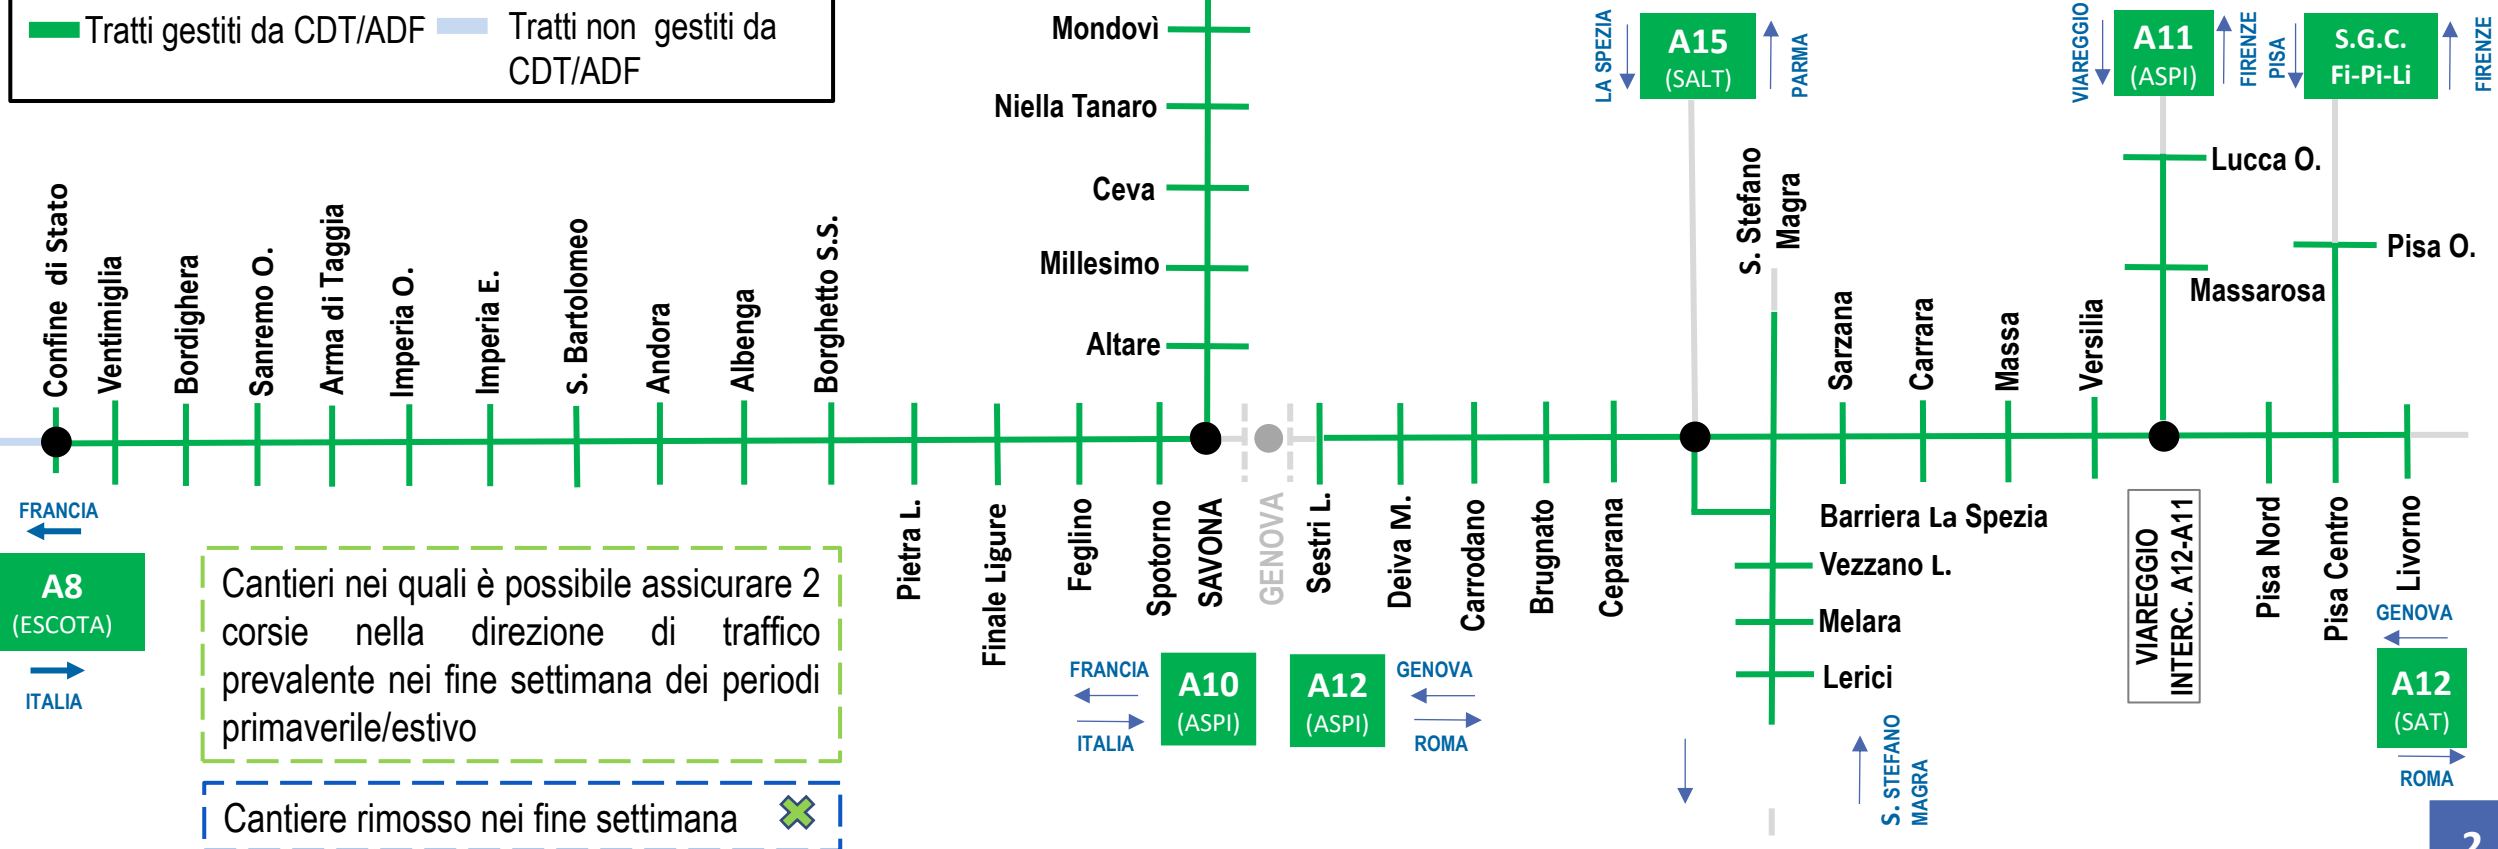 Tratti gestiti da CDT/ADF
Tratti non gestiti da
CDT/ADF
Mondovì
Niella Tanaro
Ceva
Millesimo
Altare
LA SPEZIA
A15
(SALT)
PARMA
VIAREGGIO
A11
(ASPI)
FIRENZE
PISA
S.G.C.
Fi-Pi-Li
FIRENZE
Lucca O.
Massarosa
Pisa O.
Confine di Stato
Ventimiglia
Bordighera
Sanremo O.
Arma di Taggia
Imperia O.
Imperia E.
S. Bartolomeo
Andora
Albenga
Borghetto S.S.
S. Stefano
Magra
Sarzana
Carrara
Massa
Versilia
Pietra L.
Finale Ligure
Feglino
Spotorno
SAVONA
GENOVA
Sestri L.
Deiva M.
Carrodano
Brugnato
Ceparana
Barriera La Spezia
Vezzano L.
Melara
Lerici
VIAREGGIO
INTERC. A12-A11
Pisa Nord
Pisa Centro
Livorno
FRANCIA
A8
(ESCOTA)
ITALIA
Cantieri nei quali è possibile assicurare 2
corsie nella direzione di traffico
prevalente nei fine settimana dei periodi
primaverile/estivo
Cantiere rimosso nei fine settimana
FRANCIA
ITALIA
A10
(ASPI)
A12
(ASPI)
GENOVA
ROMA
S. STEFANO
MAGRA
GENOVA
A12
(SAT)
ROMA
2